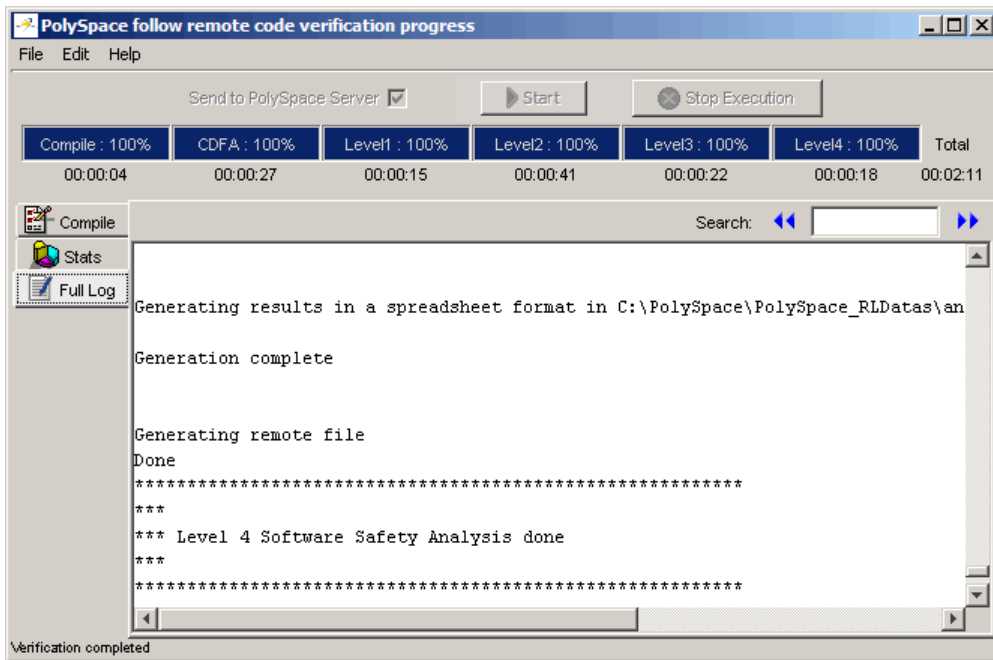 PolySpace follow remote code verification progress
File Edit Help
Send to PolySpace Server Start Stop Execution
Compile : 100% CDFA : 100% Level1 : 100% Level2 : 100% Level3 : 100% Level4 : 100% Total
00:00:04 00:00:27 00:00:15 00:00:41 00:00:22 00:00:18 00:02:11
Compile
Search:
Stats
Full Log
Generating results in a spreadsheet format in C:\PolySpace\PolySpace_RLDatas\an
Generation complete
Generating remote file
Done
**********************************************************
***
*** Level 4 Software Safety Analysis done
***
**********************************************************
Verification completed